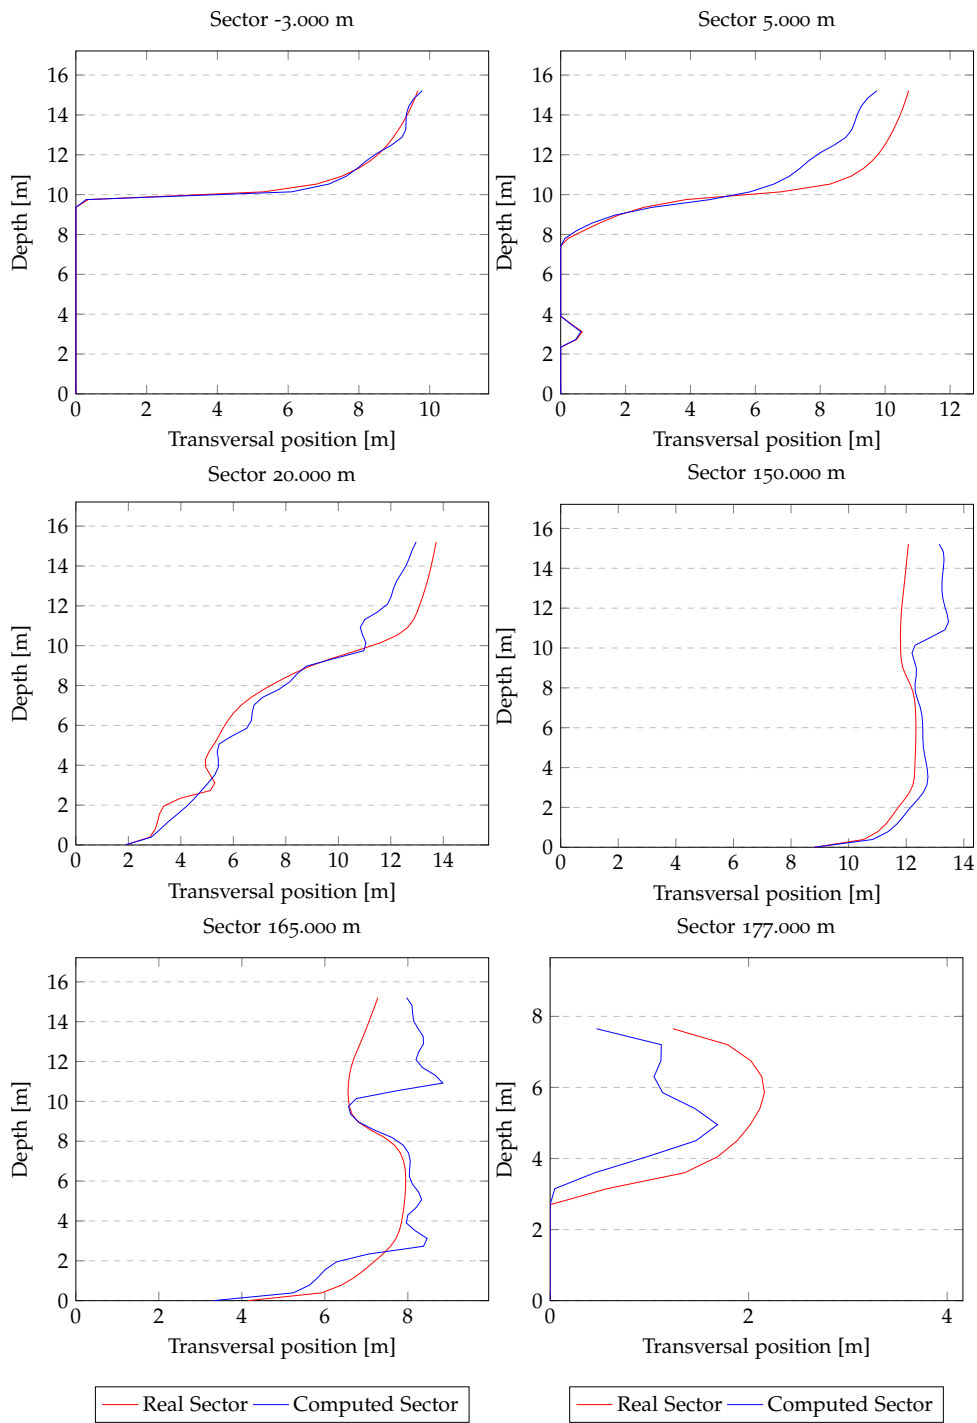 Sector -3.000 m
Sector 5.000 m
16
14
12
10
8
6
4
2
0
Depth [m]
0 2 4 6 8 10
Transversal position [m]
16
14
12
10
8
6
4
2
0
Depth [m]
0 2 4 6 8 10 12
Transversal position [m]
Sector 20.000 m
Sector 150.000 m
16
14
12
10
8
6
4
2
0
Depth [m]
0 2 4 6 8 10 12 14
Transversal position [m]
16
14
12
10
8
6
4
2
0
Depth [m]
0 2 4 6 8 10 12 14
Transversal position [m]
Sector 165.000 m
Sector 177.000 m
16
14
12
10
8
6
4
2
0
Depth [m]
0 2 4 6 8
Transversal position [m]
8
6
4
2
0
Depth [m]
0 2 4
Transversal position [m]
Real Sector Computed Sector
Real Sector Computed Sector